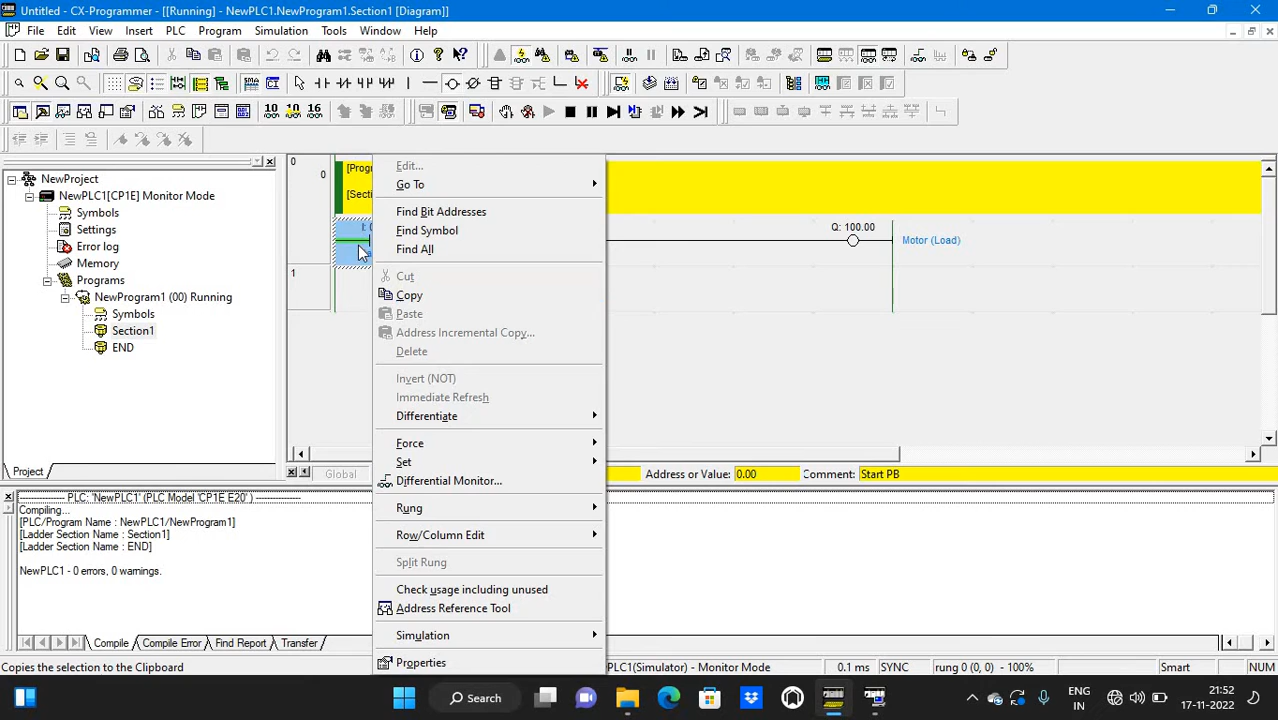 Untitled - CX-Programmer - [[Running] - NewPLC1.NewProgram1.Section1 [Diagram]]
File Edit View Insert PLC Program Simulation Tools Window Help
10 10 16
NewProject
NewPLC1[CP1E] Monitor Mode
Symbols
Settings
Error log
Memory
Programs
NewProgram1 (00) Running
Symbols
Section1
END
Project
0
0
[Progr
[Secti
I: 0
Q: 100.00
Motor (Load)
1
Edit...
Go To
Find Bit Addresses
Find Symbol
Find All
Cut
Copy
Paste
Address Incremental Copy...
Delete
Invert (NOT)
Immediate Refresh
Differentiate
Force
Set
Differential Monitor...
Rung
Row/Column Edit
Split Rung
Check usage including unused
Address Reference Tool
Simulation
Properties
Global
Address or Value: 0.00 Comment: Start PB
PLC: 'NewPLC1' (PLC Model 'CP1E E20' )
Compiling...
[PLC/Program Name : NewPLC1/NewProgram1]
[Ladder Section Name : Section1]
[Ladder Section Name : END]
NewPLC1 - 0 errors, 0 warnings.
Compile Compile Error Find Report Transfer
Copies the selection to the Clipboard
PLC1(Simulator) - Monitor Mode 0.1 ms SYNC rung 0 (0, 0) - 100% Smart NUM
Search
ENG
IN
21:52
17-11-2022